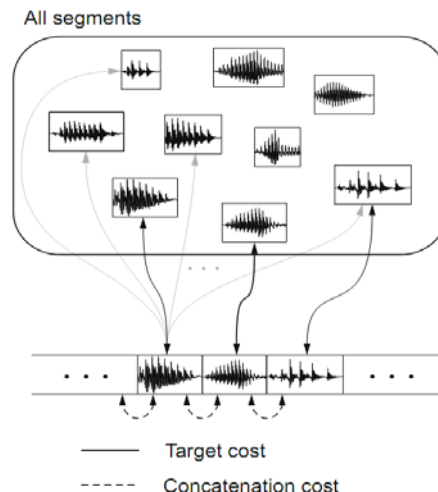 All segments
. . .
. . . . . .
Target cost
Concatenation cost